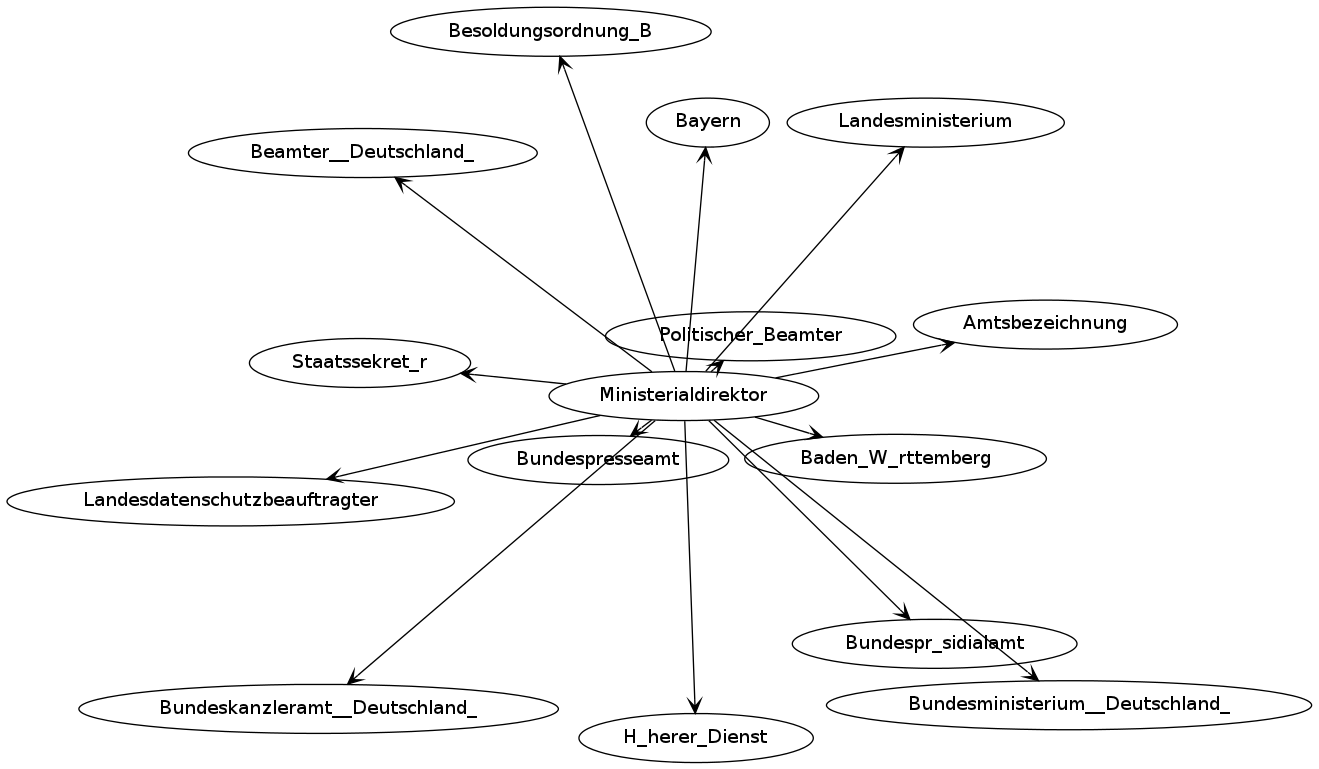 Besoldungsordnung_B
Bayern
Landesministerium
Beamter__Deutschland_
Amtsbezeichnung
Politischer_Beamter
Staatssekret_r
Ministerialdirektor
Bundespresseamt
Baden_W_rttemberg
Landesdatenschutzbeauftragter
Bundespr_sidialamt
Bundesministerium__Deutschland_
Bundeskanzleramt__Deutschland_
H_herer_Dienst